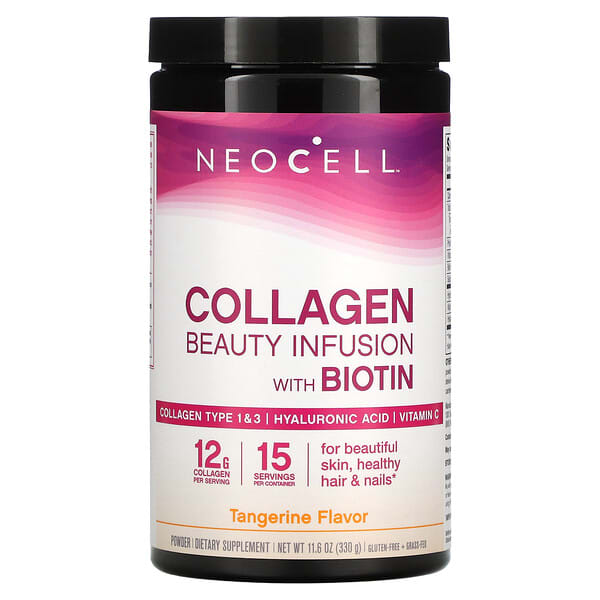 NEOCELL™
COLLAGEN
BEAUTY INFUSION
WITH BIOTIN
COLLAGEN TYPE 1&3 | HYALURONIC ACID | VITAMIN C
12G
COLLAGEN
PER SERVING
15
SERVINGS
PER CONTAINER
for beautiful
skin, healthy
hair & nails*
Tangerine Flavor
POWDER | DIETARY SUPPLEMENT | NET WT 11.6 OZ (330 g) | GLUTEN-FREE + GRASS-FED